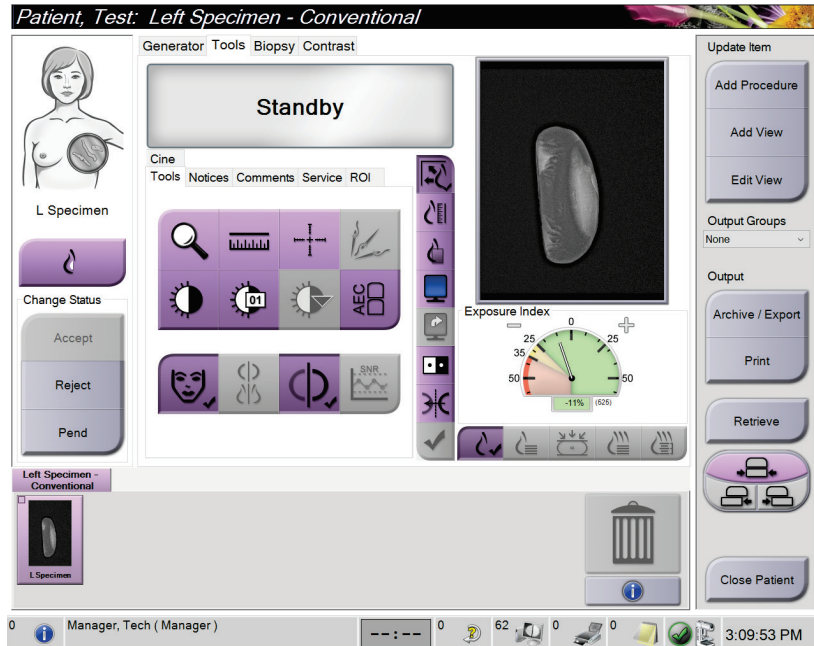 Patient, Test: Left Specimen - Conventional
Generator Tools Biopsy Contrast
Standby
Cine
Tools Notices Comments Service ROI
01
AEC
SNR
L Specimen
Change Status
Accept
Reject
Pend
Exposure Index
0
25
25
35
50
50
-11% (525)
Update Item
Add Procedure
Add View
Edit View
Output Groups
None
Output
Archive / Export
Print
Retrieve
Close Patient
Left Specimen -
Conventional
L Specimen
0
Manager, Tech ( Manager )
--:--
0
62
0
0
3:09:53 PM